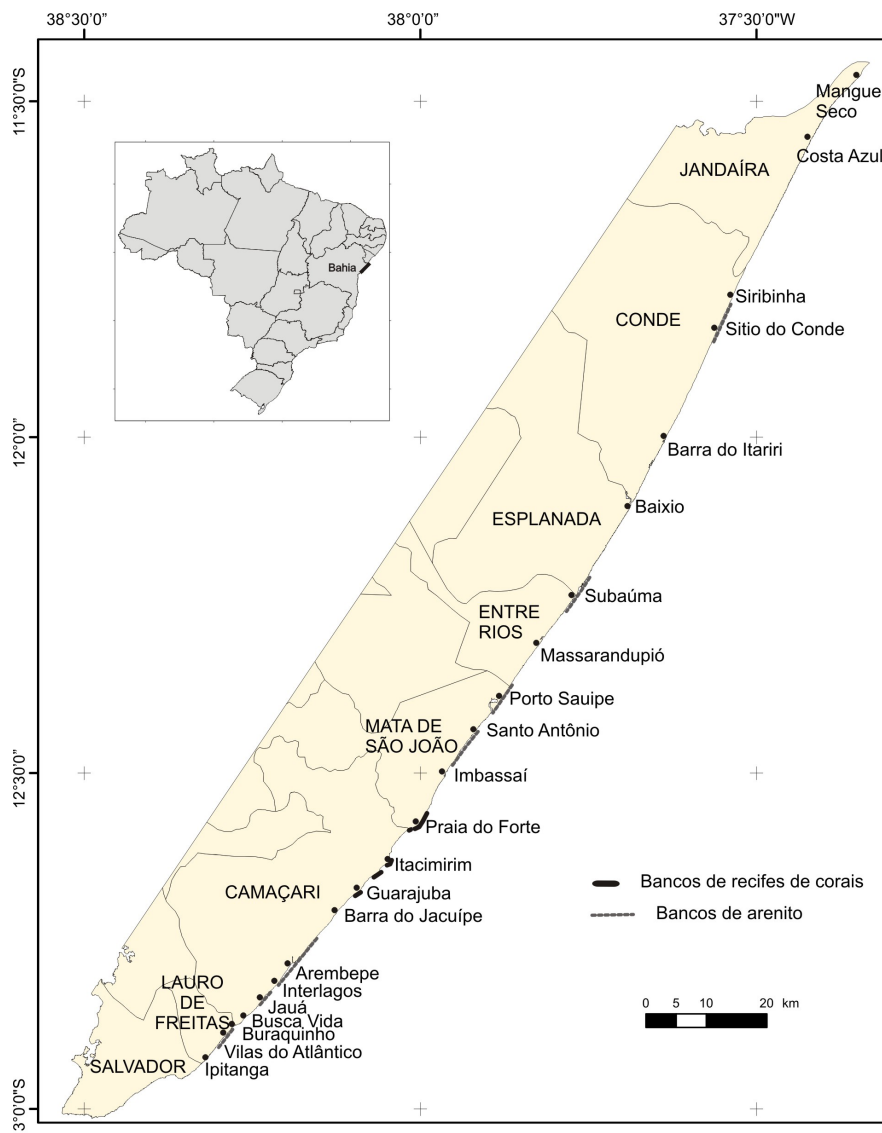 38°30'0"
38°0'0"
37°30'0"
11°30'0"S
12°0'0"
12°30'0"
3°0'0"S
Bahia
Mangue
Seco
Costa Azul
JANDAÍRA
Siribinha
CONDE
Sitio do Conde
Barra do Itariri
Baixio
ESPLANADA
Subaúma
ENTRE
RIOS
Massarandupió
Porto Sauipe
MATA DE
SÃO JOÃO
Santo Antônio
Imbassaí
Praia do Forte
Itacimirim
CAMAÇARI
Guarajuba
Barra do Jacuípe
Bancos de recifes de corais
Bancos de arenito
Arembepe
Interlagos
LAURO
DE
FREITAS
Jauá
Busca Vida
Buraquinho
Vilas do Atlântico
SALVADOR
Ipitanga
0 5 10 20 km